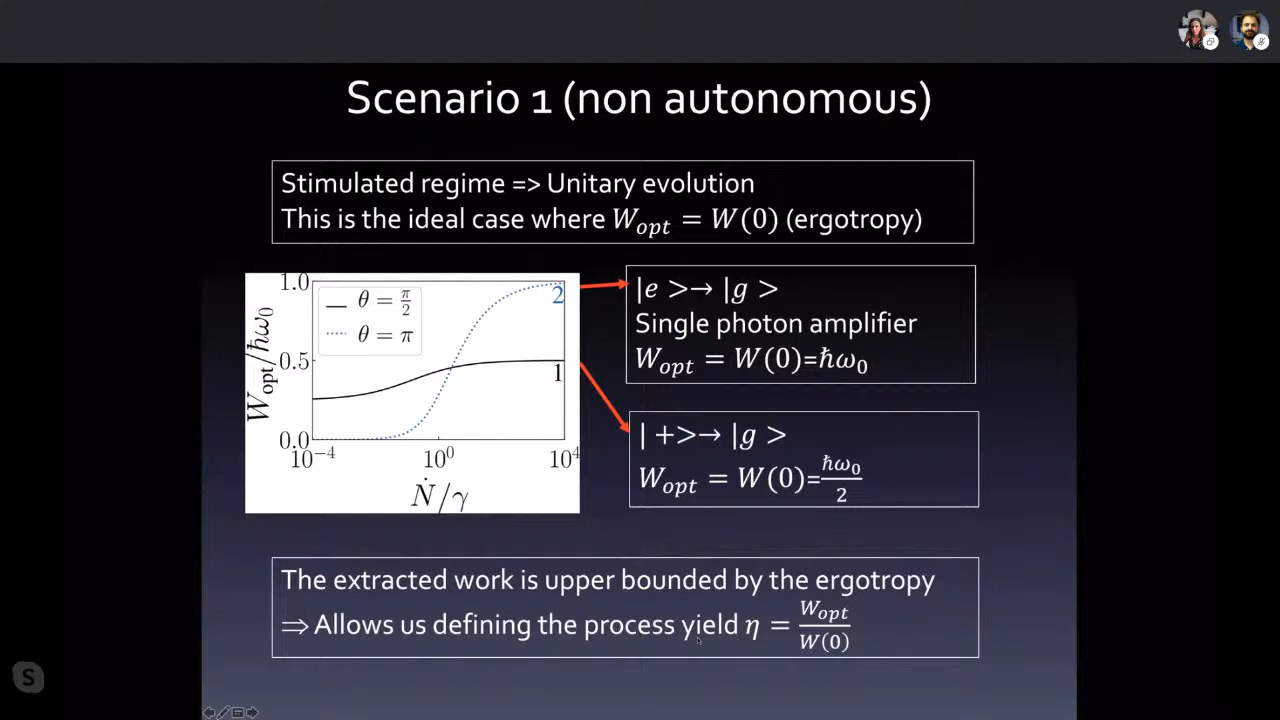 Scenario 1 (non autonomous)
Stimulated regime => Unitary evolution
This is the ideal case where W_opt = W(0) (ergotropy)
W_opt/ħω₀
1.0
0.5
0.0
θ = π/2
θ = π
2
1
10⁻⁴
10⁰
10⁴
Ṅ/γ
|e >→ |g >
Single photon amplifier
W_opt = W(0)=ħω₀
| +>→ |g >
W_opt = W(0)=ħω₀/2
The extracted work is upper bounded by the ergotropy
⇒ Allows us defining the process yield η = W_opt/W(0)
S